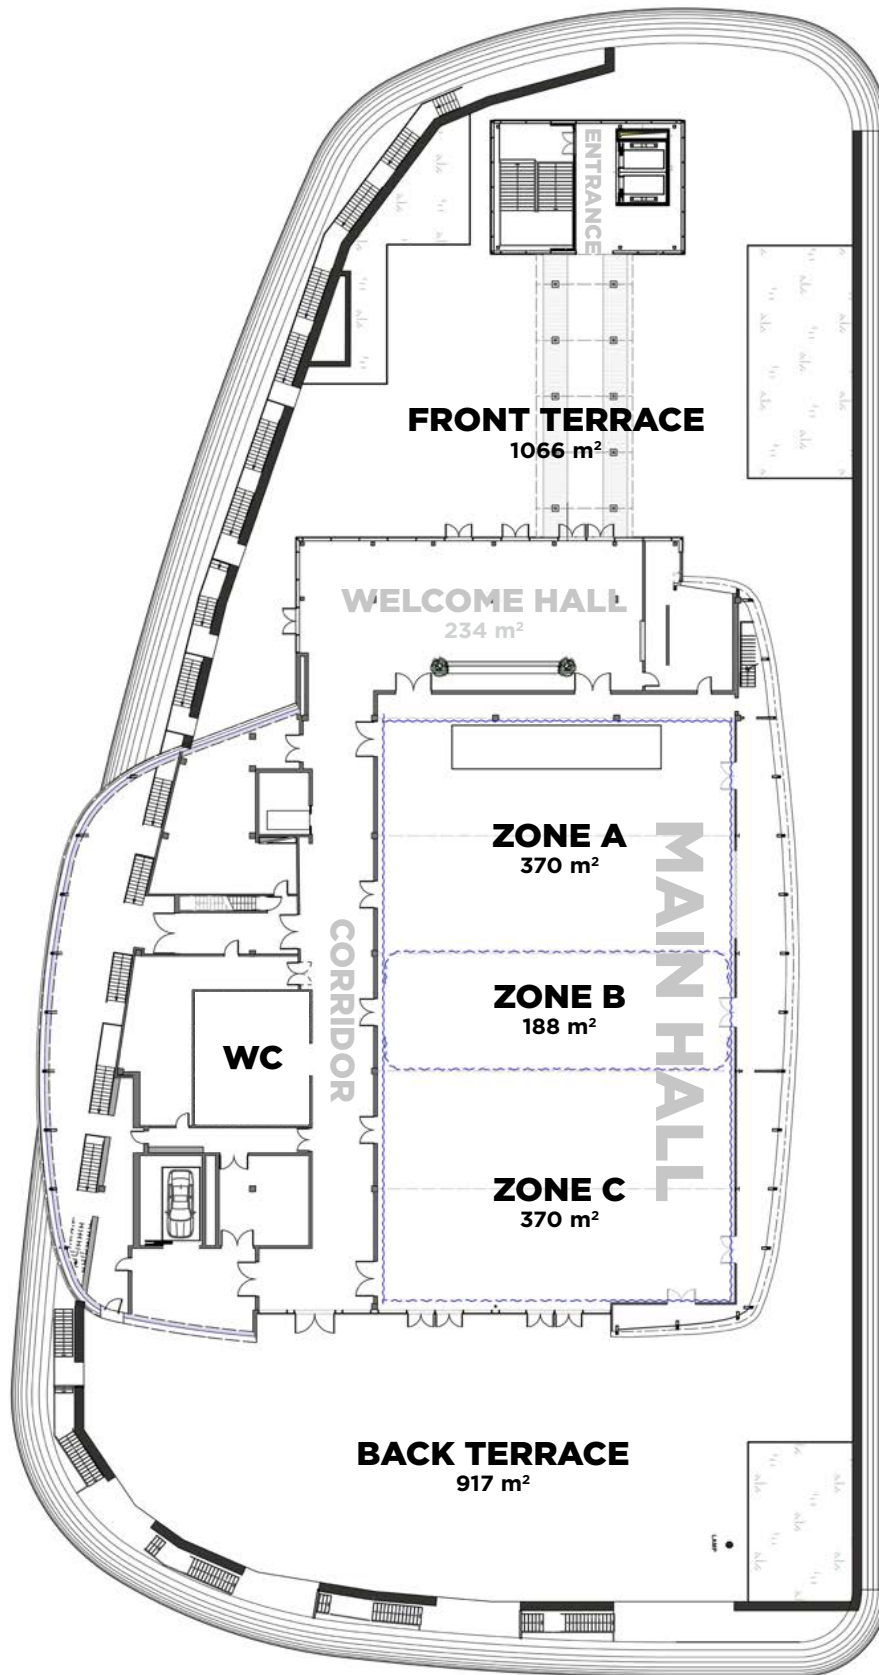 ENTRANCE
FRONT TERRACE
1066 m²
WELCOME HALL
234 m²
ZONE A
370 m²
MAIN HALL
CORRIDOR
ZONE B
188 m²
WC
ZONE C
370 m²
BACK TERRACE
917 m²
LAMP